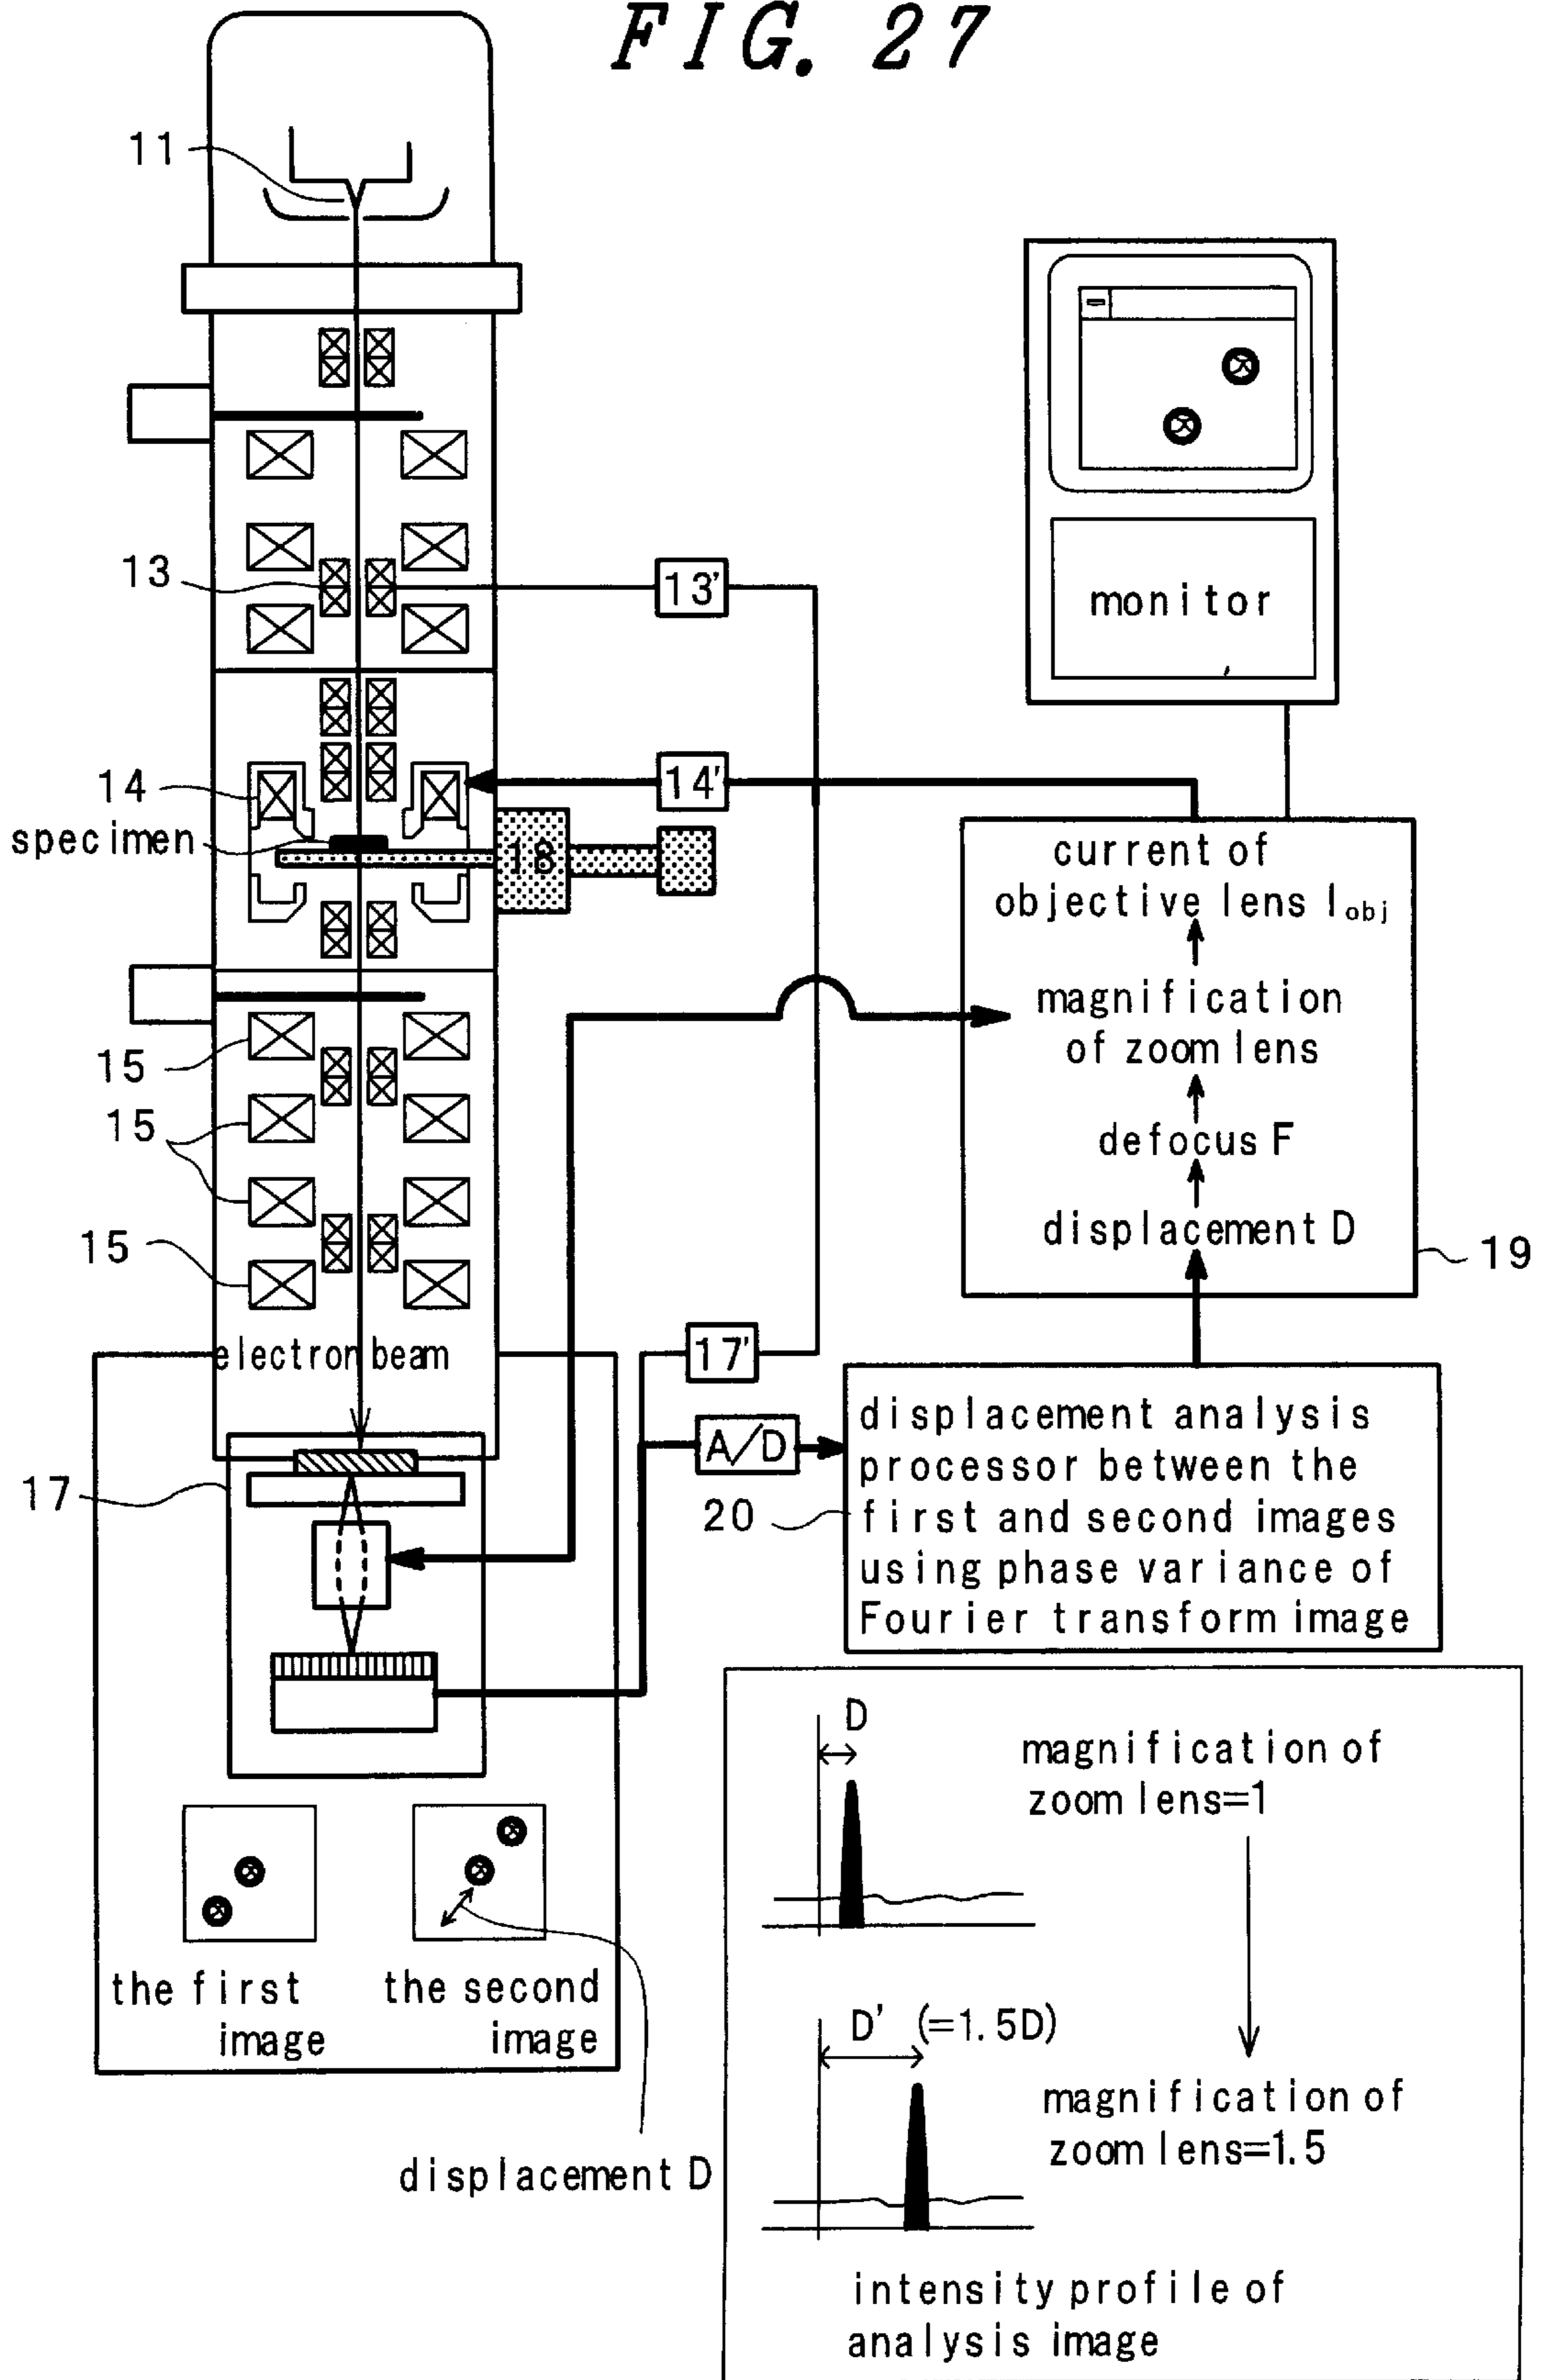 FIG. 27
11
13
13'
monitor
14
14'
specimen
18
current of
objective lens Iobj
magnification
of zoom lens
defocus F
displacement D
19
15
15
15
electron beam
17'
A/D
17
20
displacement analysis
processor between the
first and second images
using phase variance of
Fourier transform image
the first
image
the second
image
displacement D
D
magnification of
zoom lens=1
D' (=1.5D)
magnification of
zoom lens=1.5
intensity profile of
analysis image